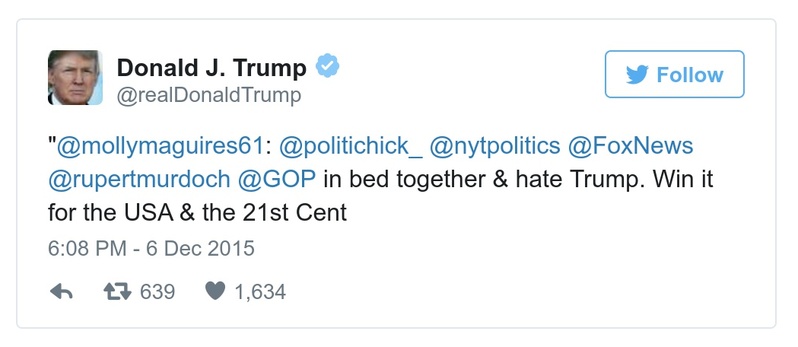 Donald J. Trump
@realDonaldTrump
Follow
"@mollymaguires61: @politichick_ @nytpolitics @FoxNews
@rupertmurdoch @GOP in bed together & hate Trump. Win it
for the USA & the 21st Cent
6:08 PM - 6 Dec 2015
639 1,634